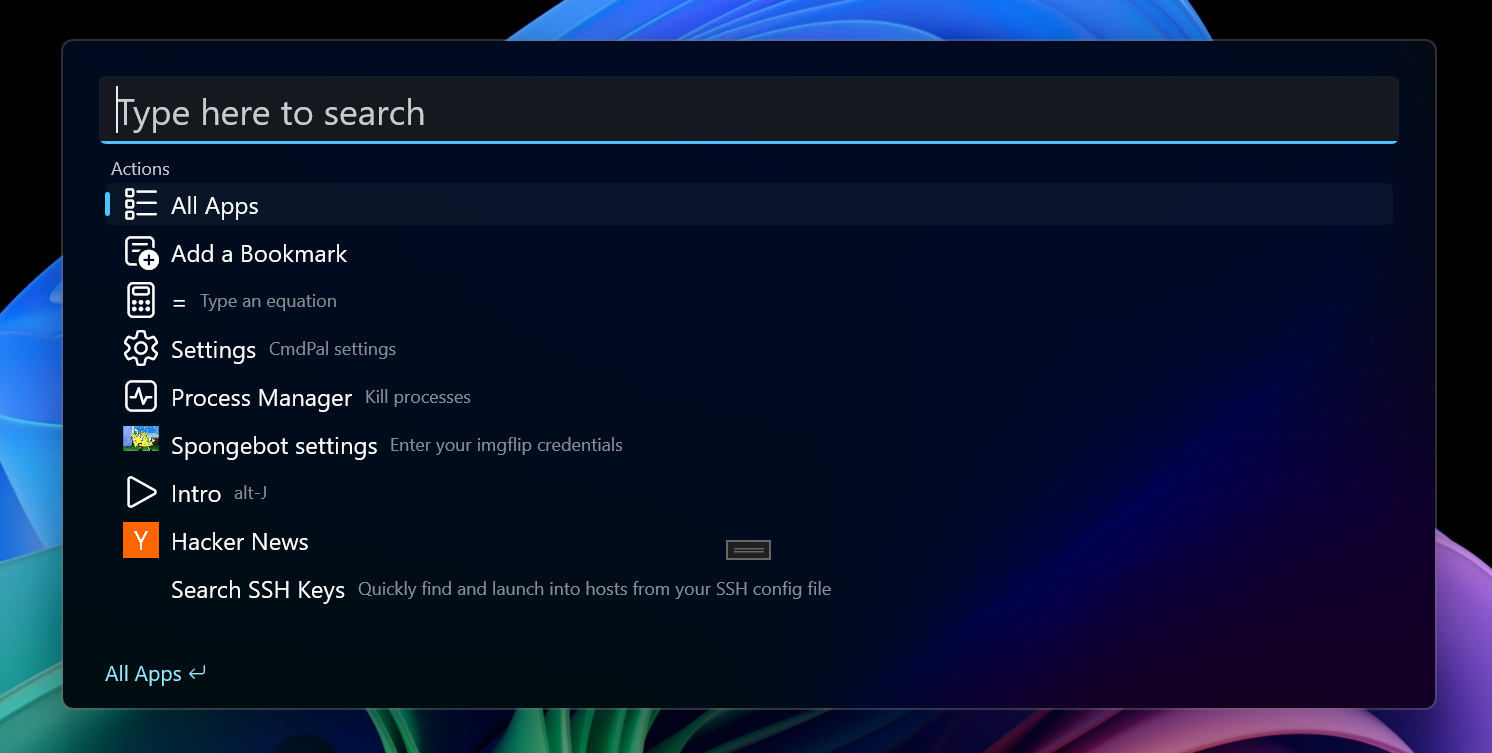 Type here to search
Actions
All Apps
Add a Bookmark
= Type an equation
Settings CmdPal settings
Process Manager Kill processes
Spongebot settings Enter your imgflip credentials
Intro alt-J
Y Hacker News
Search SSH Keys Quickly find and launch into hosts from your SSH config file
All Apps